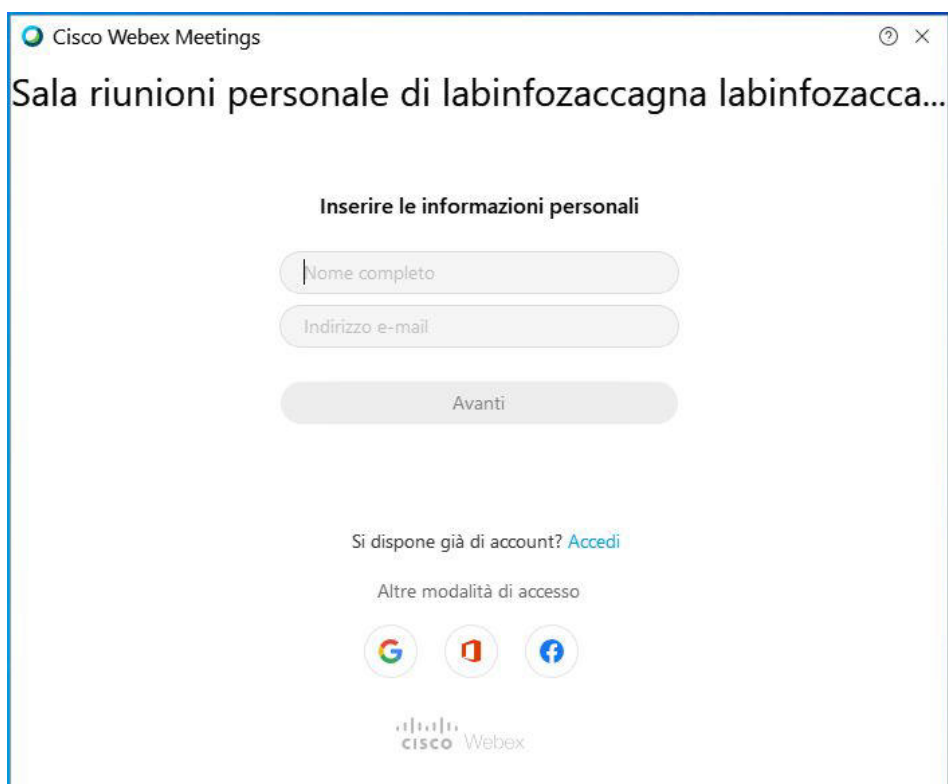 Cisco Webex Meetings
Sala riunioni personale di labinfozaccagna labinfozacca...
Inserire le informazioni personali
Nome completo
Indirizzo e-mail
Avanti
Si dispone già di account? Accedi
Altre modalità di accesso
cisco Webex